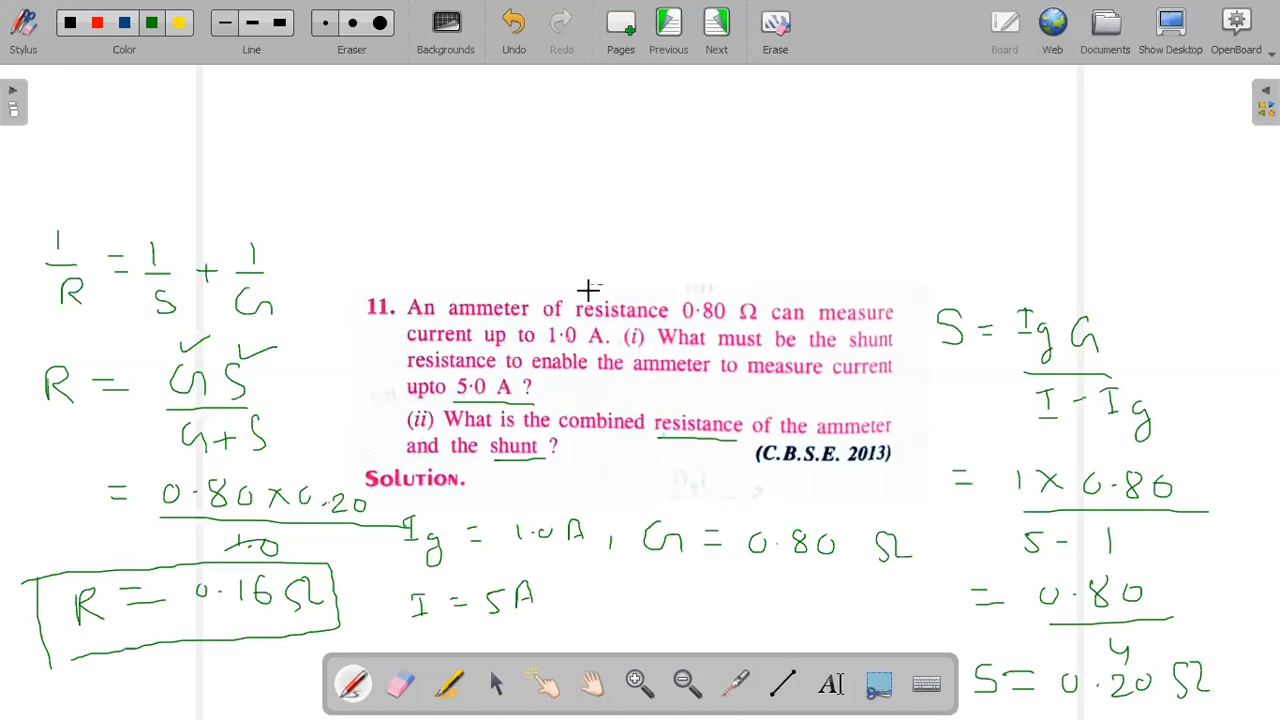 Stylus Color Line Eraser Backgrounds Undo Redo Pages Previous Next Erase Board Web Documents Show Desktop OpenBoard
1/R = 1/S + 1/G
R = GS/G+S
= 0.80×0.20/1.0
R = 0.16Ω
11. An ammeter of resistance 0·80 Ω can measure
current up to 1·0 A. (i) What must be the shunt
resistance to enable the ammeter to measure current
upto 5·0 A ?
(ii) What is the combined resistance of the ammeter
and the shunt ?
(C.B.S.E. 2013)
SOLUTION.
Ig = 1.0A, G = 0.80 Ω
I = 5A
S = Ig G/I - Ig
= 1 × 0.80/5 - 1
= 0.80/4
S = 0.20 Ω
AI